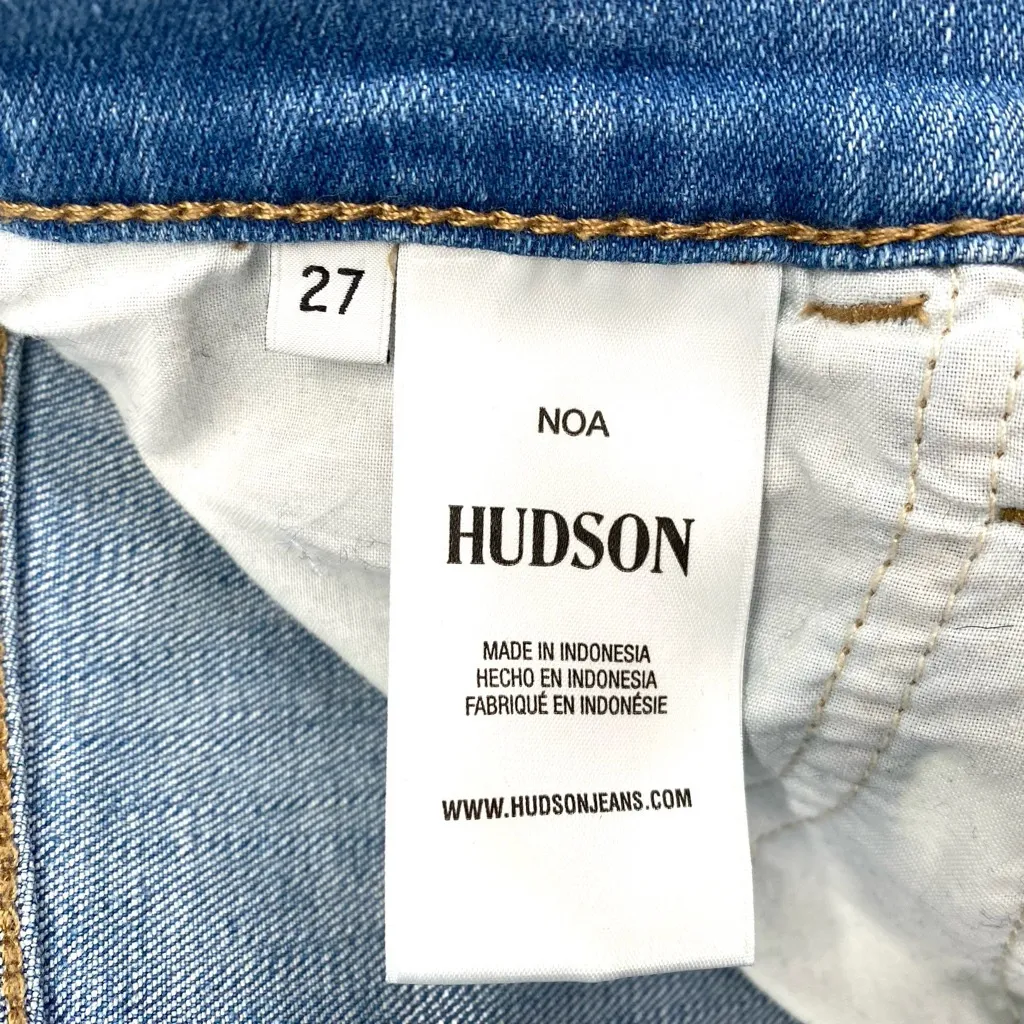 27
NOA
HUDSON
MADE IN INDONESIA
HECHO EN INDONESIA
FABRIQUÉ EN INDONÉSIE
WWW.HUDSONJEANS.COM